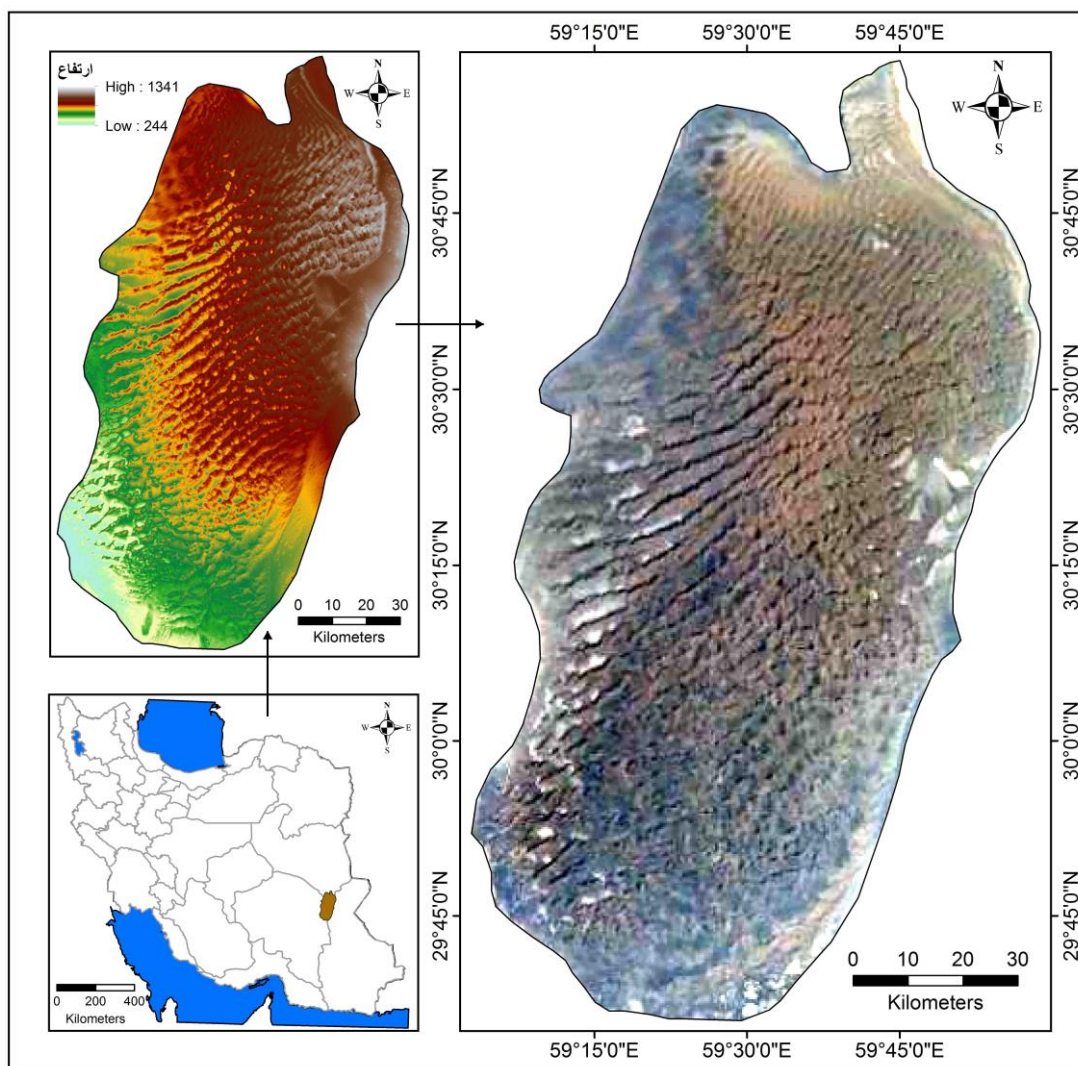 ارتفاع
High : 1341
Low : 244
N
W
E
S
0 10 20 30
Kilometers
N
W
E
S
0 200 400
Kilometers
59°15'0"E
59°30'0"E
59°45'0"E
N
W
E
S
30°45'0"N
30°30'0"N
30°15'0"N
30°0'0"N
29°45'0"N
30°45'0"N
30°30'0"N
30°15'0"N
30°0'0"N
29°45'0"N
0 10 20 30
Kilometers
59°15'0"E
59°30'0"E
59°45'0"E